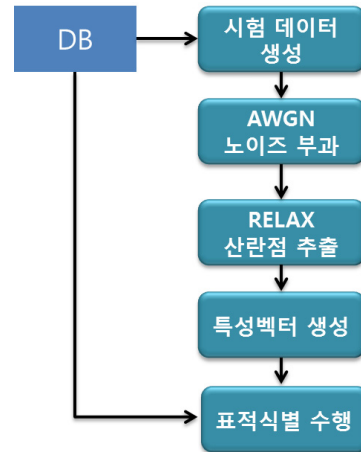 DB
시험 데이터
생성
AWGN
노이즈 부과
RELAX
산란점 추출
특성벡터 생성
표적식별 수행